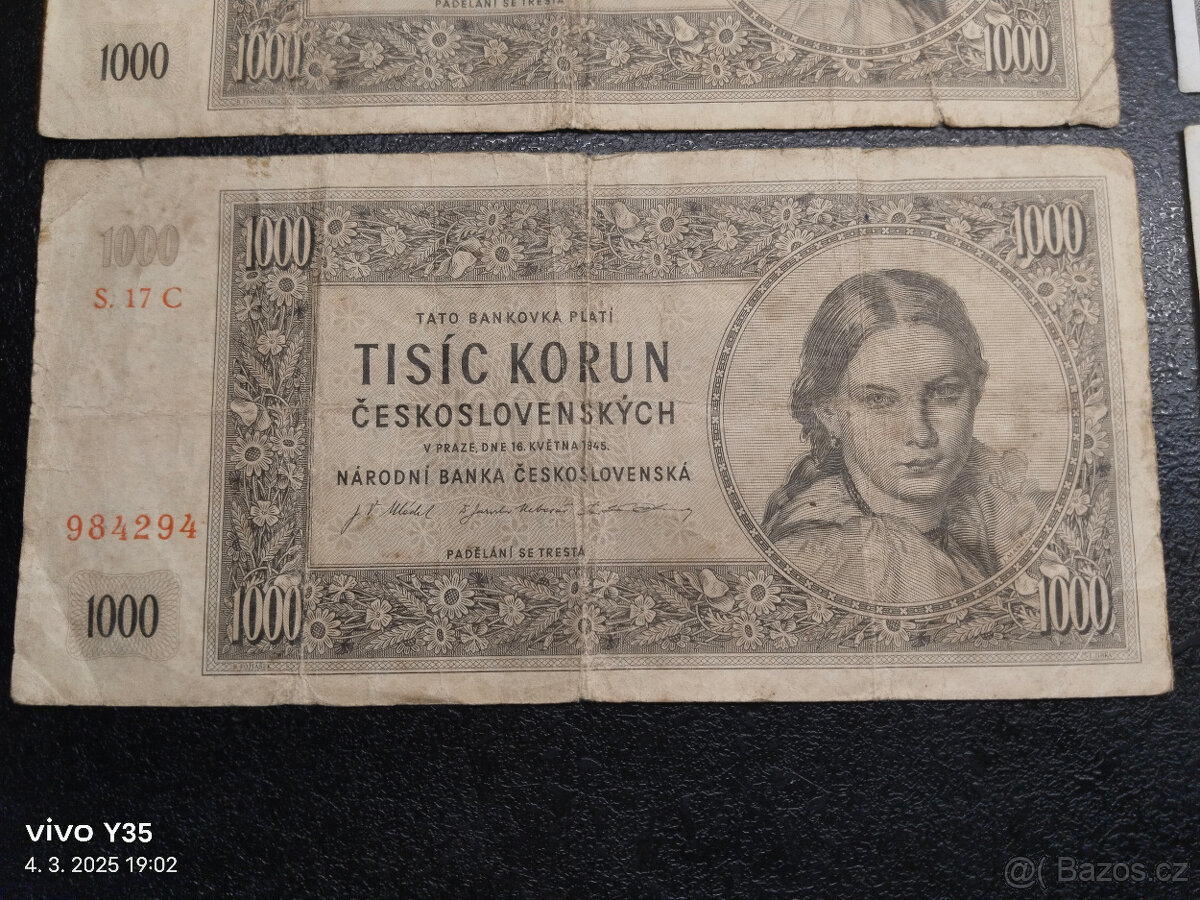 PADĚLÁNÍ SE TRESTÁ
1000
1000
1000
1000
1000
1000
S. 17 C
TATO BANKOVKA PLATÍ
TISÍC KORUN
ČESKOSLOVENSKÝCH
V PRAZE, DNE 16. KVĚTNA 1945.
NÁRODNÍ BANKA ČESKOSLOVENSKÁ
984294
PADĚLÁNÍ SE TRESTÁ
1000
1000
1000
vivo Y35
4. 3. 2025 19:02
@( Bazos.cz